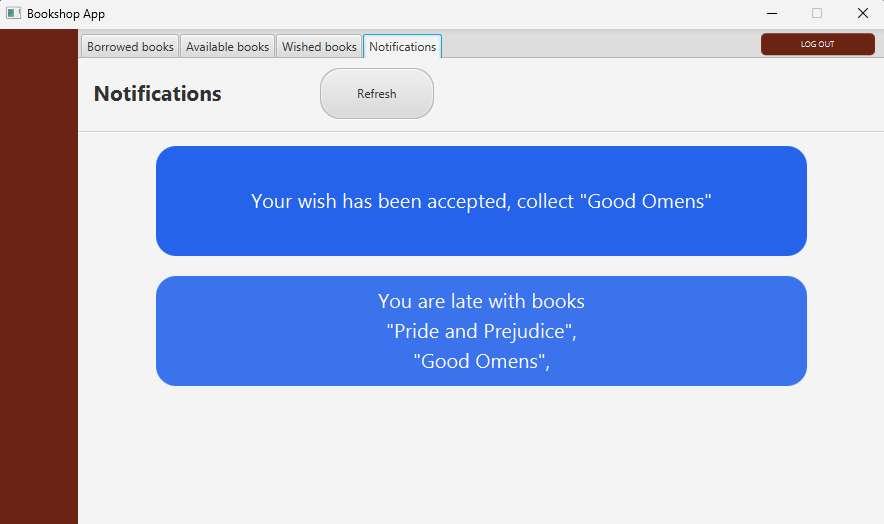 Bookshop App
Borrowed books
Available books
Wished books
Notifications
LOG OUT
Notifications
Refresh
Your wish has been accepted, collect "Good Omens"
You are late with books
"Pride and Prejudice",
"Good Omens",